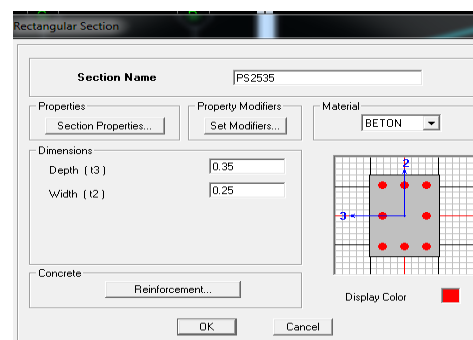 Rectangular Section
Section Name PS2535
Properties Property Modifiers Material
Section Properties... Set Modifiers... BETON
Dimensions
Depth ( t3 ) 0.35
Width ( t2 ) 0.25
2
3
Concrete
Reinforcement...
Display Color
OK Cancel